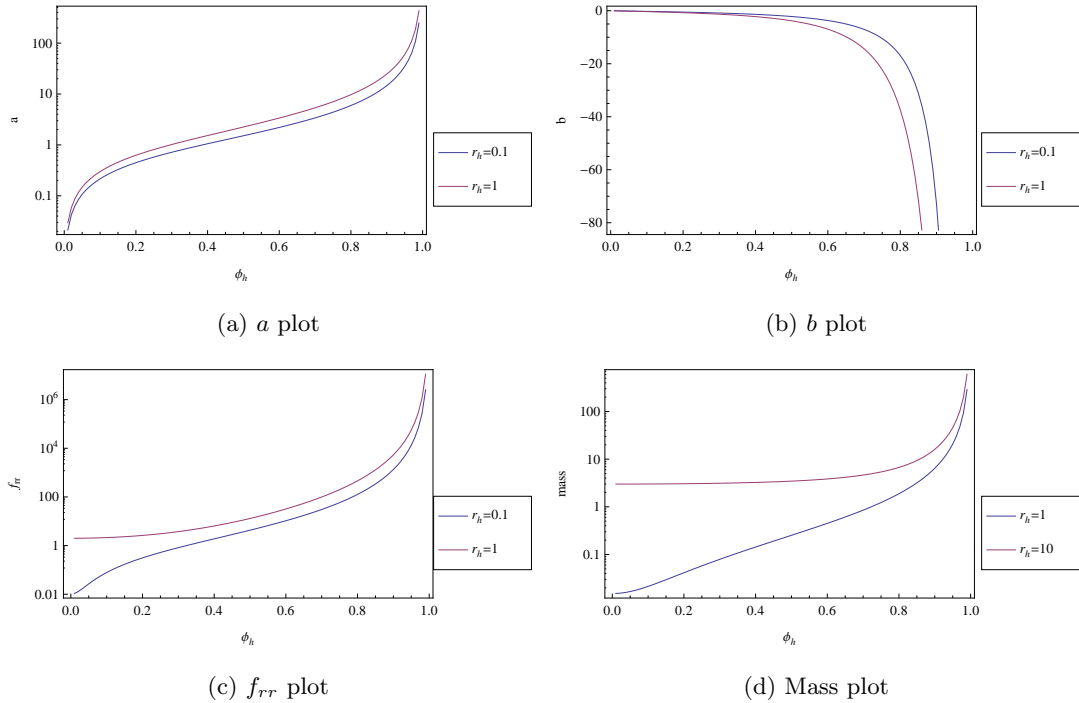 100
10
1
0.1
a
0.0 0.2 0.4 0.6 0.8 1.0
ϕh
rh=0.1
rh=1
(a) a plot
0
−20
−40
−60
−80
b
0.0 0.2 0.4 0.6 0.8 1.0
ϕh
rh=0.1
rh=1
(b) b plot
10^6
10^4
100
1
0.01
frr
0.0 0.2 0.4 0.6 0.8 1.0
ϕh
rh=0.1
rh=1
(c) frr plot
100
10
1
0.1
mass
0.0 0.2 0.4 0.6 0.8 1.0
ϕh
rh=1
rh=10
(d) Mass plot